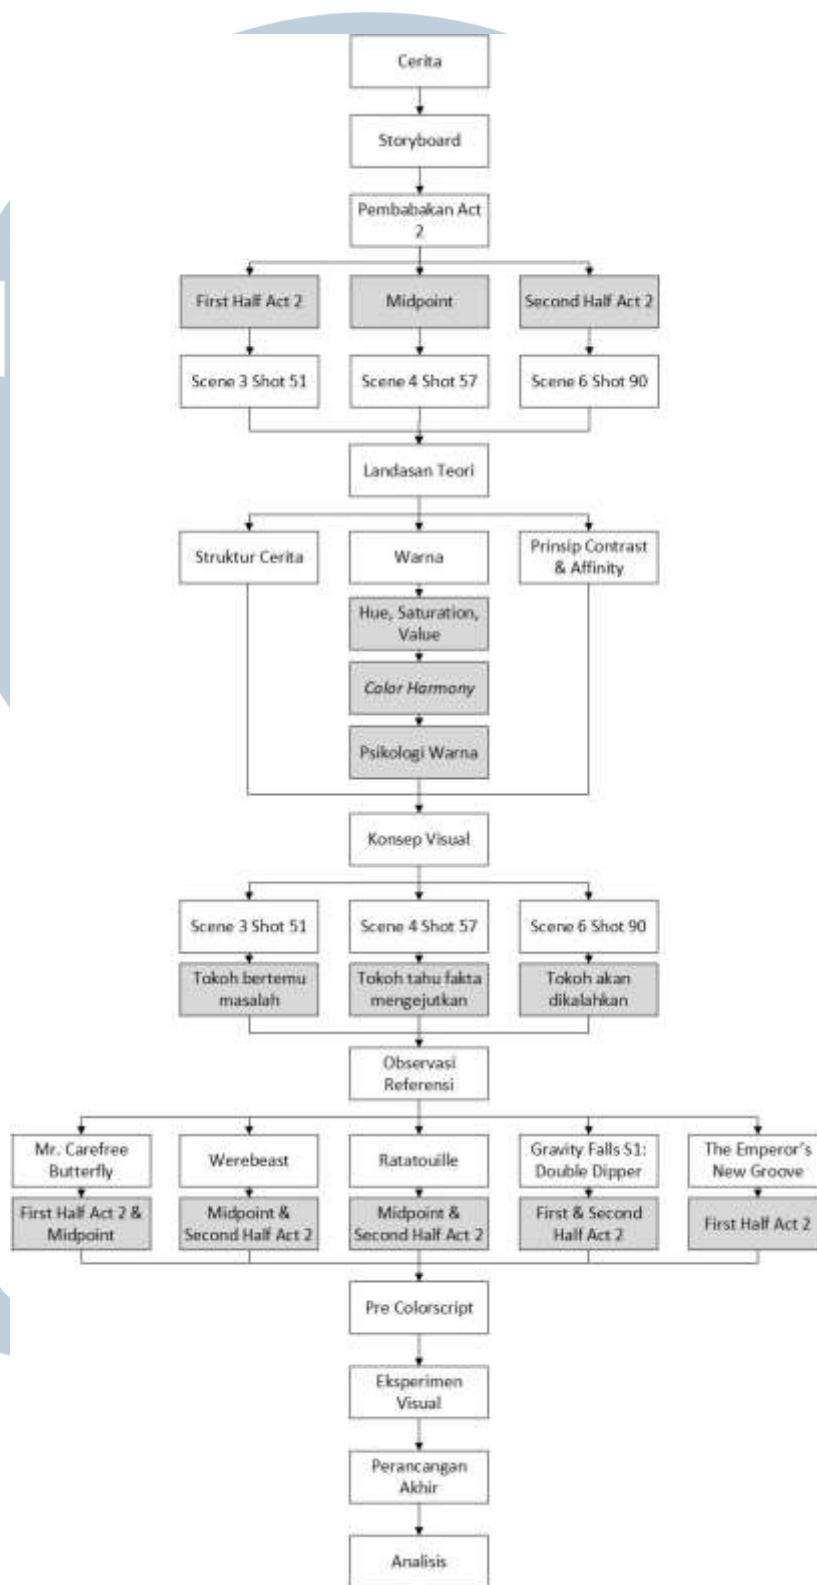 Cerita
Storyboard
Pembabakan Act
2
First Half Act 2
Midpoint
Second Half Act 2
Scene 3 Shot 51
Scene 4 Shot 57
Scene 6 Shot 90
Landasan Teori
Struktur Cerita
Warna
Prinsip Contrast
& Affinity
Hue, Saturation,
Value
Color Harmony
Psikologi Warna
Konsep Visual
Scene 3 Shot 51
Scene 4 Shot 57
Scene 6 Shot 90
Tokoh bertemu
masalah
Tokoh tahu fakta
mengejutkan
Tokoh akan
dikalahkan
Observasi
Referensi
Mr. Carefree
Butterfly
Werebeast
Ratatouille
Gravity Falls S1:
Double Dipper
The Emperor's
New Groove
First Half Act 2 &
Midpoint
Midpoint &
Second Half Act 2
Midpoint &
Second Half Act 2
First & Second
Half Act 2
First Half Act 2
Pre Colorscript
Eksperimen
Visual
Perancangan
Akhir
Analisis